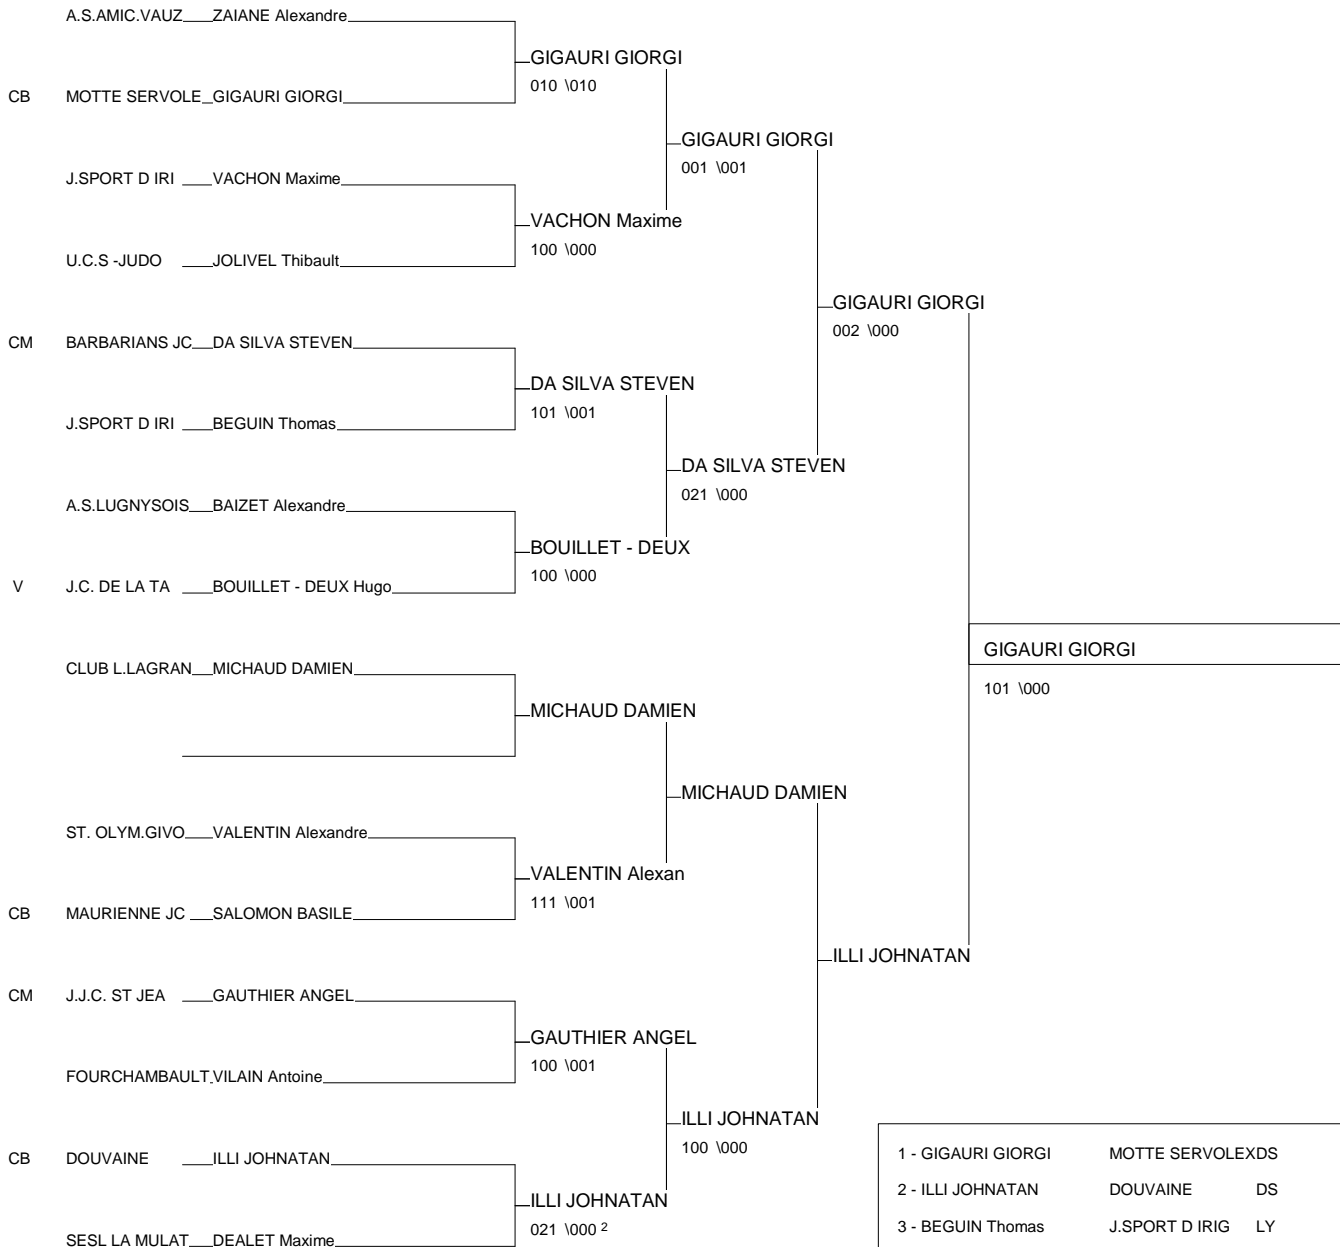 A.S.AMIC.VAUZ ZAIANE Alexandre
GIGAURI GIORGI
010 \010
CB MOTTE SERVOLE GIGAURI GIORGI
GIGAURI GIORGI
001 \001
J.SPORT D IRI VACHON Maxime
VACHON Maxime
100 \000
U.C.S -JUDO JOLIVEL Thibault
GIGAURI GIORGI
002 \000
CM BARBARIANS JC DA SILVA STEVEN
DA SILVA STEVEN
101 \001
J.SPORT D IRI BEGUIN Thomas
DA SILVA STEVEN
021 \000
A.S.LUGNYSOIS BAIZET Alexandre
BOUILLET - DEUX
100 \000
V J.C. DE LA TA BOUILLET - DEUX Hugo
GIGAURI GIORGI
101 \000
CLUB L.LAGRAN MICHAUD DAMIEN
MICHAUD DAMIEN
MICHAUD DAMIEN
ST. OLYM.GIVO VALENTIN Alexandre
VALENTIN Alexan
111 \001
CB MAURIENNE JC SALOMON BASILE
ILLI JOHNATAN
CM J.J.C. ST JEA GAUTHIER ANGEL
GAUTHIER ANGEL
100 \001
FOURCHAMBAULT VILAIN Antoine
ILLI JOHNATAN
100 \000
CB DOUVAINE ILLI JOHNATAN
ILLI JOHNATAN
021 \000 2
SESL LA MULAT DEALET Maxime
1 - GIGAURI GIORGI MOTTE SERVOLEXDS
2 - ILLI JOHNATAN DOUVAINE DS
3 - BEGUIN Thomas J.SPORT D IRIG LY